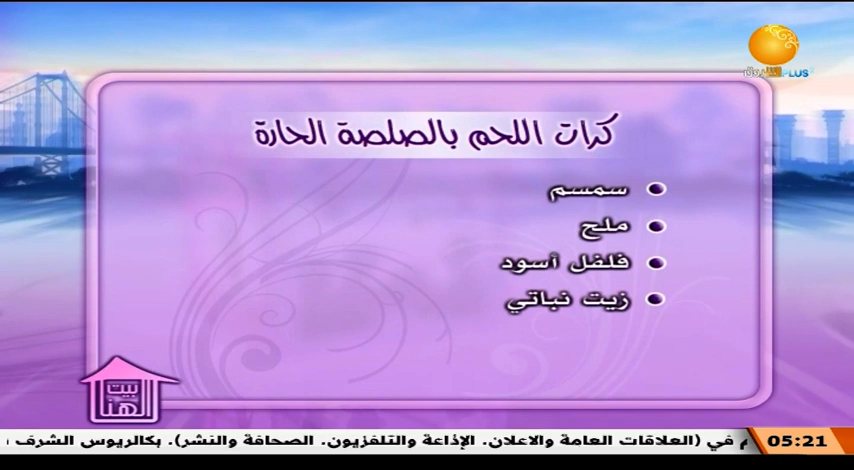 PLUS
كرات اللحم بالصلصة الحارة
سمسم
ملح
فلفل أسود
زيت نباتي
بيت
الهنا
م في (العلاقات العامة والاعلان. الإذاعة والتلفزيون. الصحافة والنشر). بكالريوس الشرف
05:21